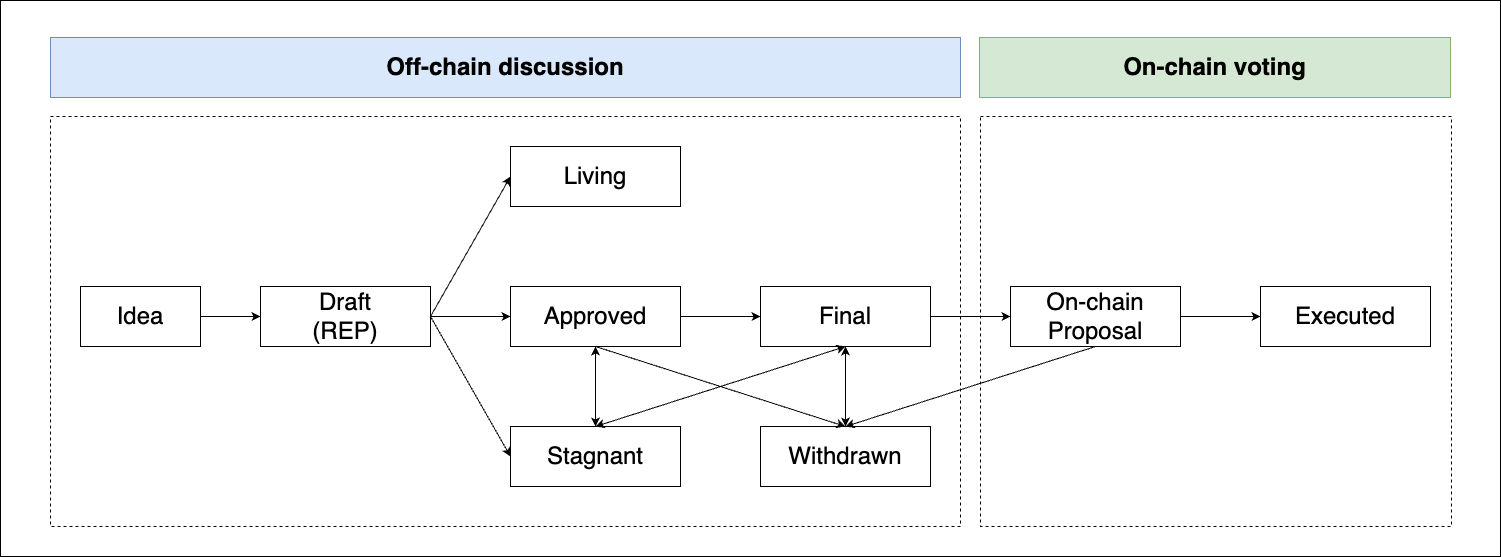 Off-chain discussion
On-chain voting
Living
Idea
Draft
(REP)
Approved
Final
On-chain
Proposal
Executed
Stagnant
Withdrawn